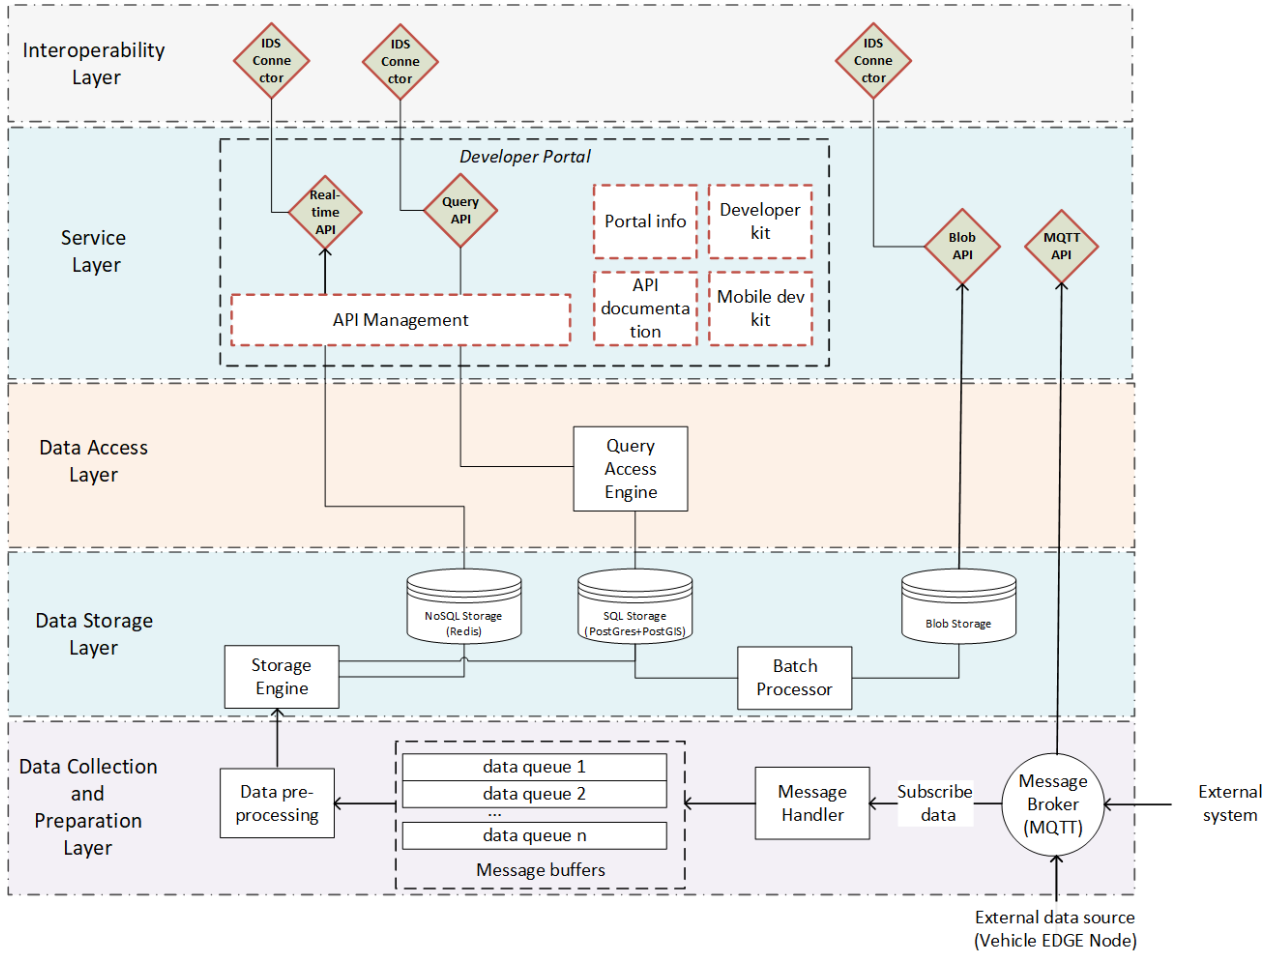 Interoperability
Layer
IDS
Conne
ctor
IDS
Conne
ctor
IDS
Conne
ctor
Service
Layer
Developer Portal
Real-
time
API
Query
API
Portal info
Developer
kit
API
documenta
tion
Mobile dev
kit
API Management
Blob
API
MQTT
API
Data Access
Layer
Query
Access
Engine
Data Storage
Layer
NoSQL Storage
(Redis)
SQL Storage
(PostGres+PostGIS)
Blob Storage
Storage
Engine
Batch
Processor
Data Collection
and
Preparation
Layer
Data pre-
processing
data queue 1
data queue 2
...
data queue n
Message buffers
Message
Handler
Subscribe
data
Message
Broker
(MQTT)
External
system
External data source
(Vehicle EDGE Node)